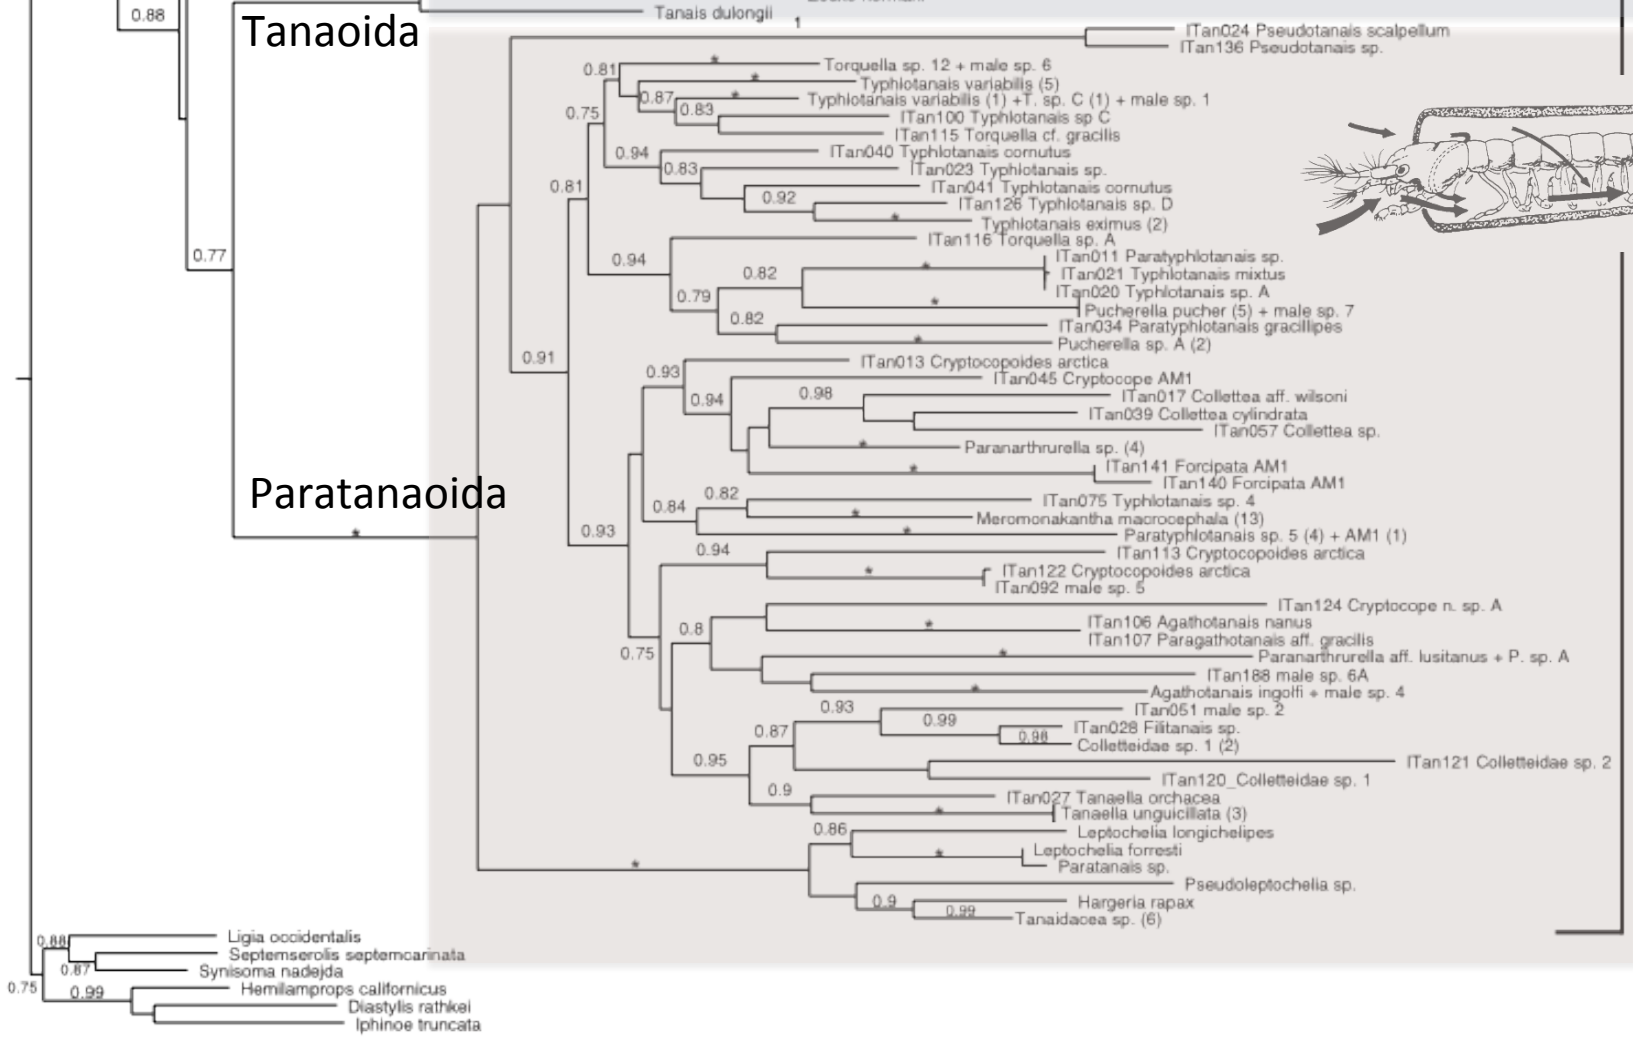 0.88
Tanais dulongii
Tanaoida
1
ITan024 Pseudotanais scalpellum
ITan136 Pseudotanais sp.
0.81
*
Torquella sp. 12 + male sp. 6
*
Typhlotanais variabilis (5)
0.87
*
Typhlotanais variabilis (1) +T. sp. C (1) + male sp. 1
0.75
0.83
ITan100 Typhlotanais sp C
ITan115 Torquella cf. gracilis
0.94
ITan040 Typhlotanais cornutus
0.83
ITan023 Typhlotanais sp.
0.81
ITan041 Typhlotanais cornutus
0.92
ITan126 Typhlotanais sp. D
*
Typhlotanais eximus (2)
ITan116 Torquella sp. A
0.77
0.94
ITan011 Paratyphlotanais sp.
0.82
*
ITan021 Typhlotanais mixtus
0.79
ITan020 Typhlotanais sp. A
*
Pucherella pucher (5) + male sp. 7
0.82
ITan034 Paratyphlotanais gracillipes
*
Pucherella sp. A (2)
0.91
0.93
ITan013 Cryptocopoides arctica
ITan045 Cryptocope AM1
0.94
0.98
ITan017 Collettea aff. wilsoni
ITan039 Collettea cylindrata
ITan057 Collettea sp.
*
Paranarthrurella sp. (4)
*
ITan141 Forcipata AM1
ITan140 Forcipata AM1
Paratanaoida
0.84
0.82
ITan075 Typhlotanais sp. 4
*
Meromonakantha macrocephala (13)
0.93
*
Paratyphlotanais sp. 5 (4) + AM1 (1)
*
0.94
ITan113 Cryptocopoides arctica
*
ITan122 Cryptocopoides arctica
ITan092 male sp. 5
ITan124 Cryptocope n. sp. A
0.8
*
ITan106 Agathotanais nanus
ITan107 Paragathotanais aff. gracilis
0.75
*
Paranarthrurella aff. lusitanus + P. sp. A
ITan188 male sp. 6A
*
Agathotanais ingolfi + male sp. 4
0.93
ITan051 male sp. 2
0.87
0.99
ITan028 Filitanais sp.
0.98
Colletteidae sp. 1 (2)
0.95
ITan121 Colletteidae sp. 2
ITan120_Colletteidae sp. 1
0.9
ITan027 Tanaella orchacea
*
Tanaella unguicillata (3)
0.86
Leptochelia longichelipes
*
*
Leptochelia forresti
Paratanais sp.
Pseudoleptochelia sp.
0.9
Hargeria rapax
0.99
Tanaidacea sp. (6)
0.88
Ligia occidentalis
Septemserolis septemcarinata
0.87
Synisoma nadejda
0.75
0.99
Hemilamprops californicus
Diastylis rathkei
Iphinoe truncata